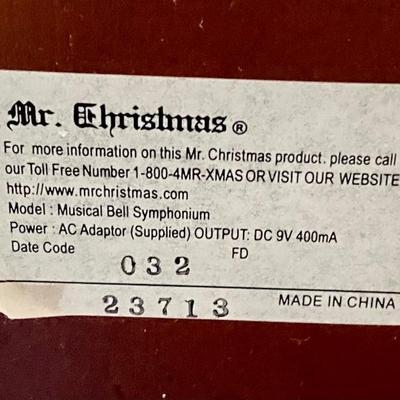 Mr. Christmas ®
For more information on this Mr. Christmas product. please call
our Toll Free Number 1-800-4MR-XMAS OR VISIT OUR WEBSITE
http://www.mrchristmas.com
Model : Musical Bell Symphonium
Power : AC Adaptor (Supplied) OUTPUT: DC 9V 400mA
Date Code 032 FD
23713 MADE IN CHINA